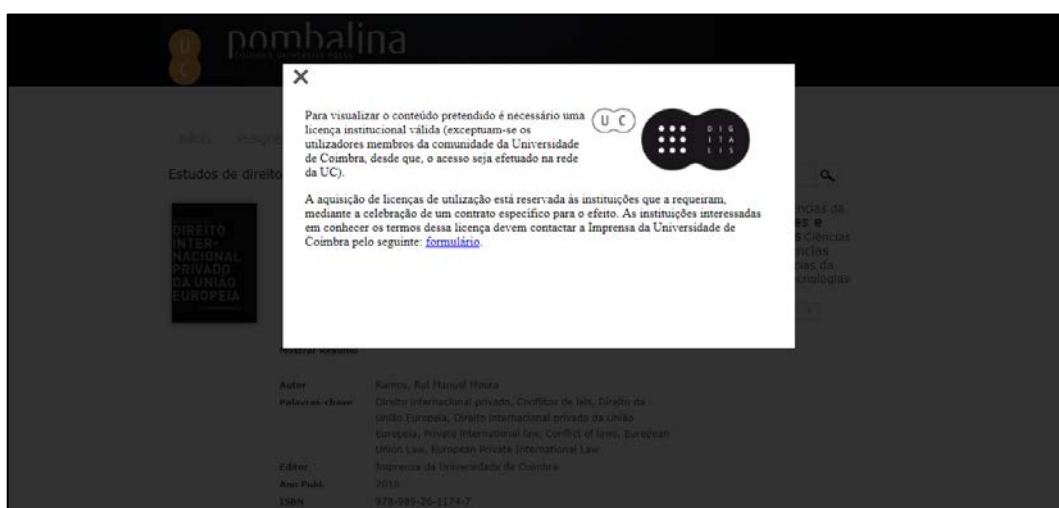 UC
pombalina
Estudos de direito
DIREITO
INTER-
NACIONAL
PRIVADO
DA UNIÃO
EUROPEIA
Para visualizar o conteúdo pretendido é necessário uma
licença institucional válida (exceptuam-se os
utilizadores membros da comunidade da Universidade
de Coimbra, desde que, o acesso seja efetuado na rede
da UC).
UC
DIGITALIS
A aquisição de licenças de utilização está reservada às instituições que a requeiram,
mediante a celebração de um contrato específico para o efeito. As instituições interessadas
em conhecer os termos dessa licença devem contactar a Imprensa da Universidade de
Coimbra pelo seguinte: formulário.
Mostrar Resumo
Autor Ramos, Rui Manuel Moura
Palavras-chave Direito internacional privado, Conflitos de leis, Direito da
União Europeia, Direito internacional privado da União
Europeia, Private international law, Conflict of laws, European
Union Law, European Private International Law
Editor Imprensa da Universidade de Coimbra
Ano Publ. 2016
ISBN 978-989-26-1174-7